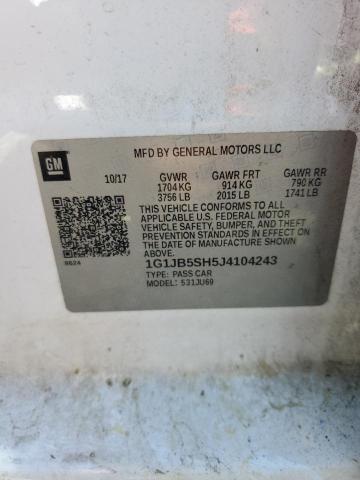 GM
MFD BY GENERAL MOTORS LLC
10/17 GVWR GAWR FRT GAWR RR
1704 KG 914 KG 790 KG
3756 LB 2015 LB 1741 LB
THIS VEHICLE CONFORMS TO ALL
APPLICABLE U.S. FEDERAL MOTOR
VEHICLE SAFETY, BUMPER, AND THEFT
PREVENTION STANDARDS IN EFFECT ON
THE DATE OF MANUFACTURE SHOWN
ABOVE.
9624 1G1JB5SH5J4104243
TYPE: PASS CAR
MODEL: 531JU69